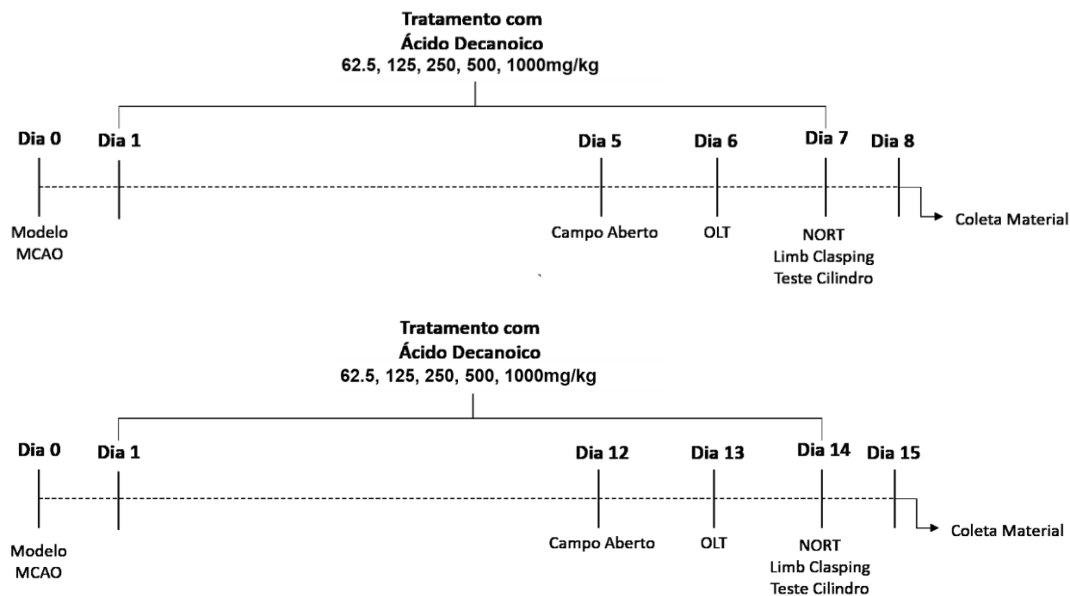 Tratamento com
Ácido Decanoico
62.5, 125, 250, 500, 1000mg/kg
Dia 0 Dia 1 Dia 5 Dia 6 Dia 7 Dia 8
Modelo
MCAO
Campo Aberto
OLT
NORT
Limb Clasping
Teste Cilindro
Coleta Material
Tratamento com
Ácido Decanoico
62.5, 125, 250, 500, 1000mg/kg
Dia 0 Dia 1 Dia 12 Dia 13 Dia 14 Dia 15
Modelo
MCAO
Campo Aberto
OLT
NORT
Limb Clasping
Teste Cilindro
Coleta Material